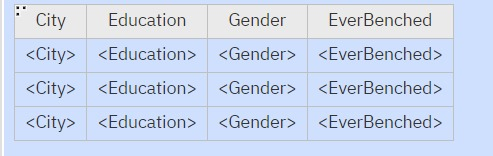 City Education Gender EverBenched
<City> <Education> <Gender> <EverBenched>
<City> <Education> <Gender> <EverBenched>
<City> <Education> <Gender> <EverBenched>